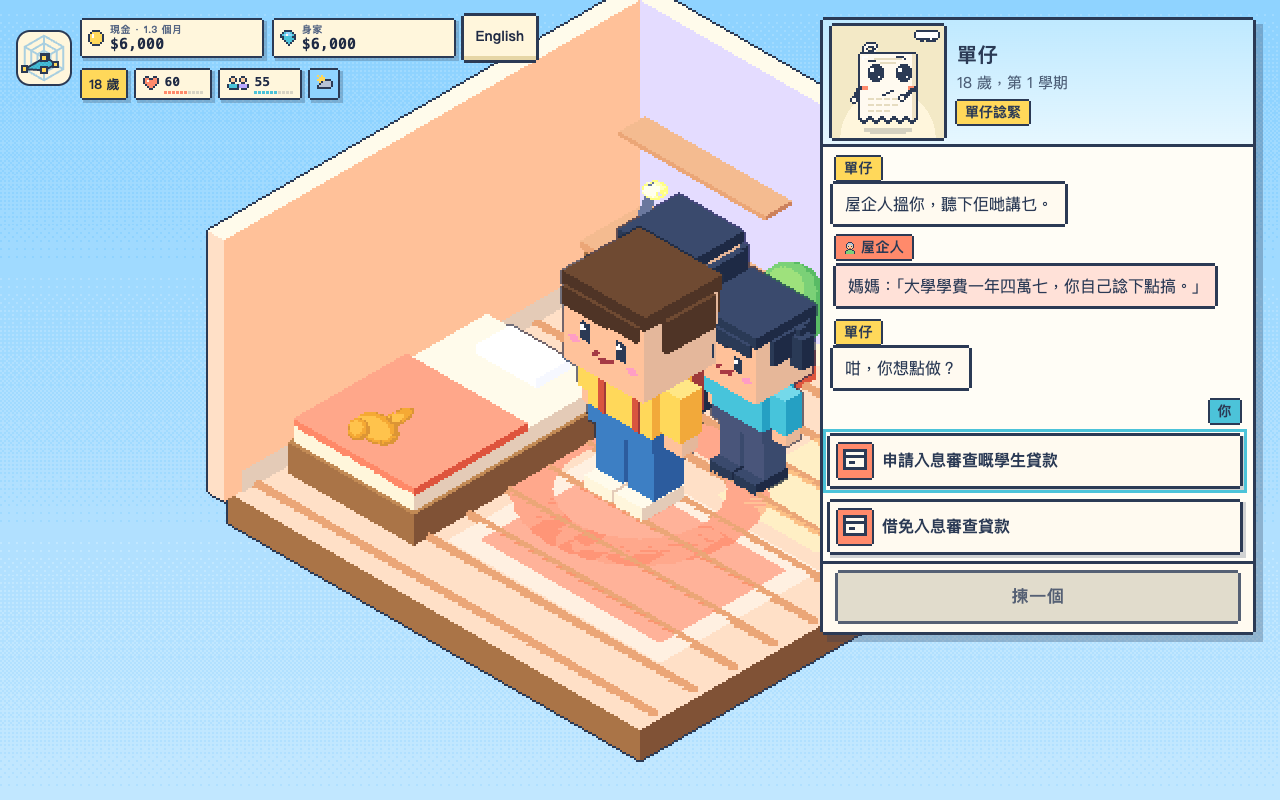 現金 · 1.3 個月
$6,000
身家
$6,000
English
18 歲
60
55
單仔
18 歲，第 1 學期
單仔諗緊
單仔
屋企人搵你，聽下佢哋講乜。
屋企人
媽媽：「大學學費一年四萬七，你自己諗下點搞。」
單仔
咁，你想點做？
你
申請入息審查嘅學生貸款
借免入息審查貸款
揀一個